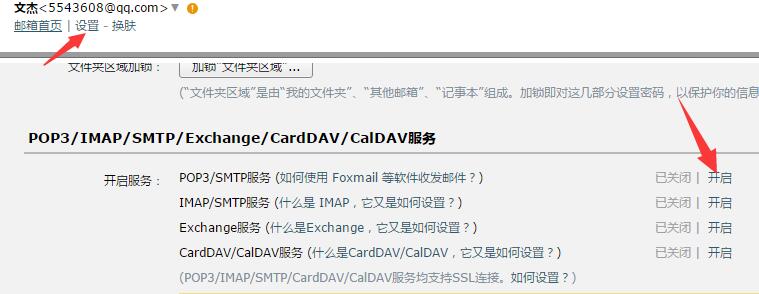 文杰<5543608@qq.com>
邮箱首页 | 设置 - 换肤
文件夹区域加锁： 加锁“文件夹区域”...
(“文件夹区域”是由“我的文件夹”、“其他邮箱”、“记事本”组成。加锁即对这几部分设置密码，以保护你的信息
POP3/IMAP/SMTP/Exchange/CardDAV/CalDAV服务
开启服务： POP3/SMTP服务 (如何使用 Foxmail 等软件收发邮件？) 已关闭 | 开启
IMAP/SMTP服务 (什么是 IMAP，它又是如何设置？) 已关闭 | 开启
Exchange服务 (什么是Exchange，它又是如何设置？) 已关闭 | 开启
CardDAV/CalDAV服务 (什么是CardDAV/CalDAV，它又是如何设置？) 已关闭 | 开启
(POP3/IMAP/SMTP/CardDAV/CalDAV服务均支持SSL连接。如何设置？)